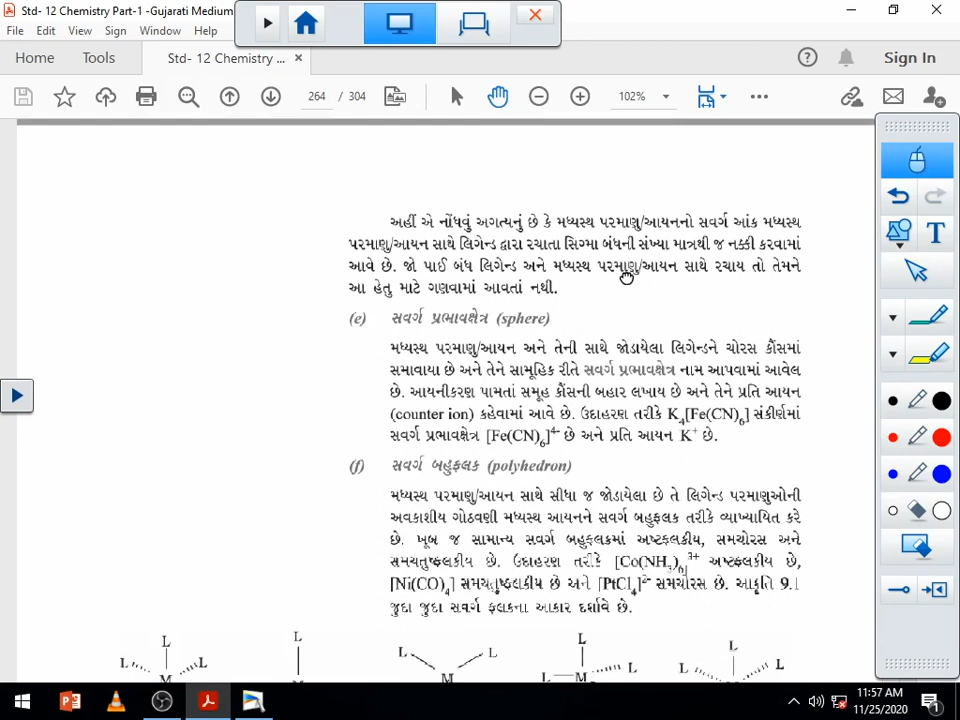 Std- 12 Chemistry Part-1 -Gujarati Medium
File Edit View Sign Window Help
Home Tools Std- 12 Chemistry ... × Sign In
264 / 304 102%
અહીં એ નોંધવું અગત્યનું છે કે મધ્યસ્થ પરમાણુ/આયનનો સવર્ગ આંક મધ્યસ્થ
પરમાણુ/આયન સાથે લિગેન્ડ દ્વારા રચાતા સિગ્મા બંધની સંખ્યા માત્રથી જ નક્કી કરવામાં
આવે છે. જો પાઈ બંધ લિગેન્ડ અને મધ્યસ્થ પરમાણુ/આયન સાથે રચાય તો તેમને
આ હેતુ માટે ગણવામાં આવતાં નથી.
(e) સવર્ગ પ્રભાવક્ષેત્ર (sphere)
મધ્યસ્થ પરમાણુ/આયન અને તેની સાથે જોડાયેલા લિગેન્ડને ચોરસ કૌંસમાં
સમાવાયા છે અને તેને સામૂહિક રીતે સવર્ગ પ્રભાવક્ષેત્ર નામ આપવામાં આવેલ
છે. આયનીકરણ પામતાં સમૂહ કૌંસની બહાર લખાય છે અને તેને પ્રતિ આયન
(counter ion) કહેવામાં આવે છે. ઉદાહરણ તરીકે K₄[Fe(CN)₆] સંકીર્ણમાં
સવર્ગ પ્રભાવક્ષેત્ર [Fe(CN)₆]⁴⁻ છે અને પ્રતિ આયન K⁺ છે.
(f) સવર્ગ બહુફલક (polyhedron)
મધ્યસ્થ પરમાણુ/આયન સાથે સીધા જ જોડાયેલા છે તે લિગેન્ડ પરમાણુઓની
અવકાશીય ગોઠવણી મધ્યસ્થ આયનને સવર્ગ બહુફલક તરીકે વ્યાખ્યાયિત કરે
છે. ખૂબ જ સામાન્ય સવર્ગ બહુફલકમાં અષ્ટફલકીય, સમચોરસ અને
સમચતુષ્ફલકીય છે. ઉદાહરણ તરીકે [Co(NH₃)₆]³⁺ અષ્ટફલકીય છે,
[Ni(CO)₄] સમચતુષ્ફલકીય છે અને [PtCl₄]²⁻ સમચોરસ છે. આકૃતિ 9.1
જુદા જુદા સવર્ગ ફલકના આકાર દર્શાવે છે.
L L L L
L L L L L L L
M M L M
T
11:57 AM
11/25/2020
1